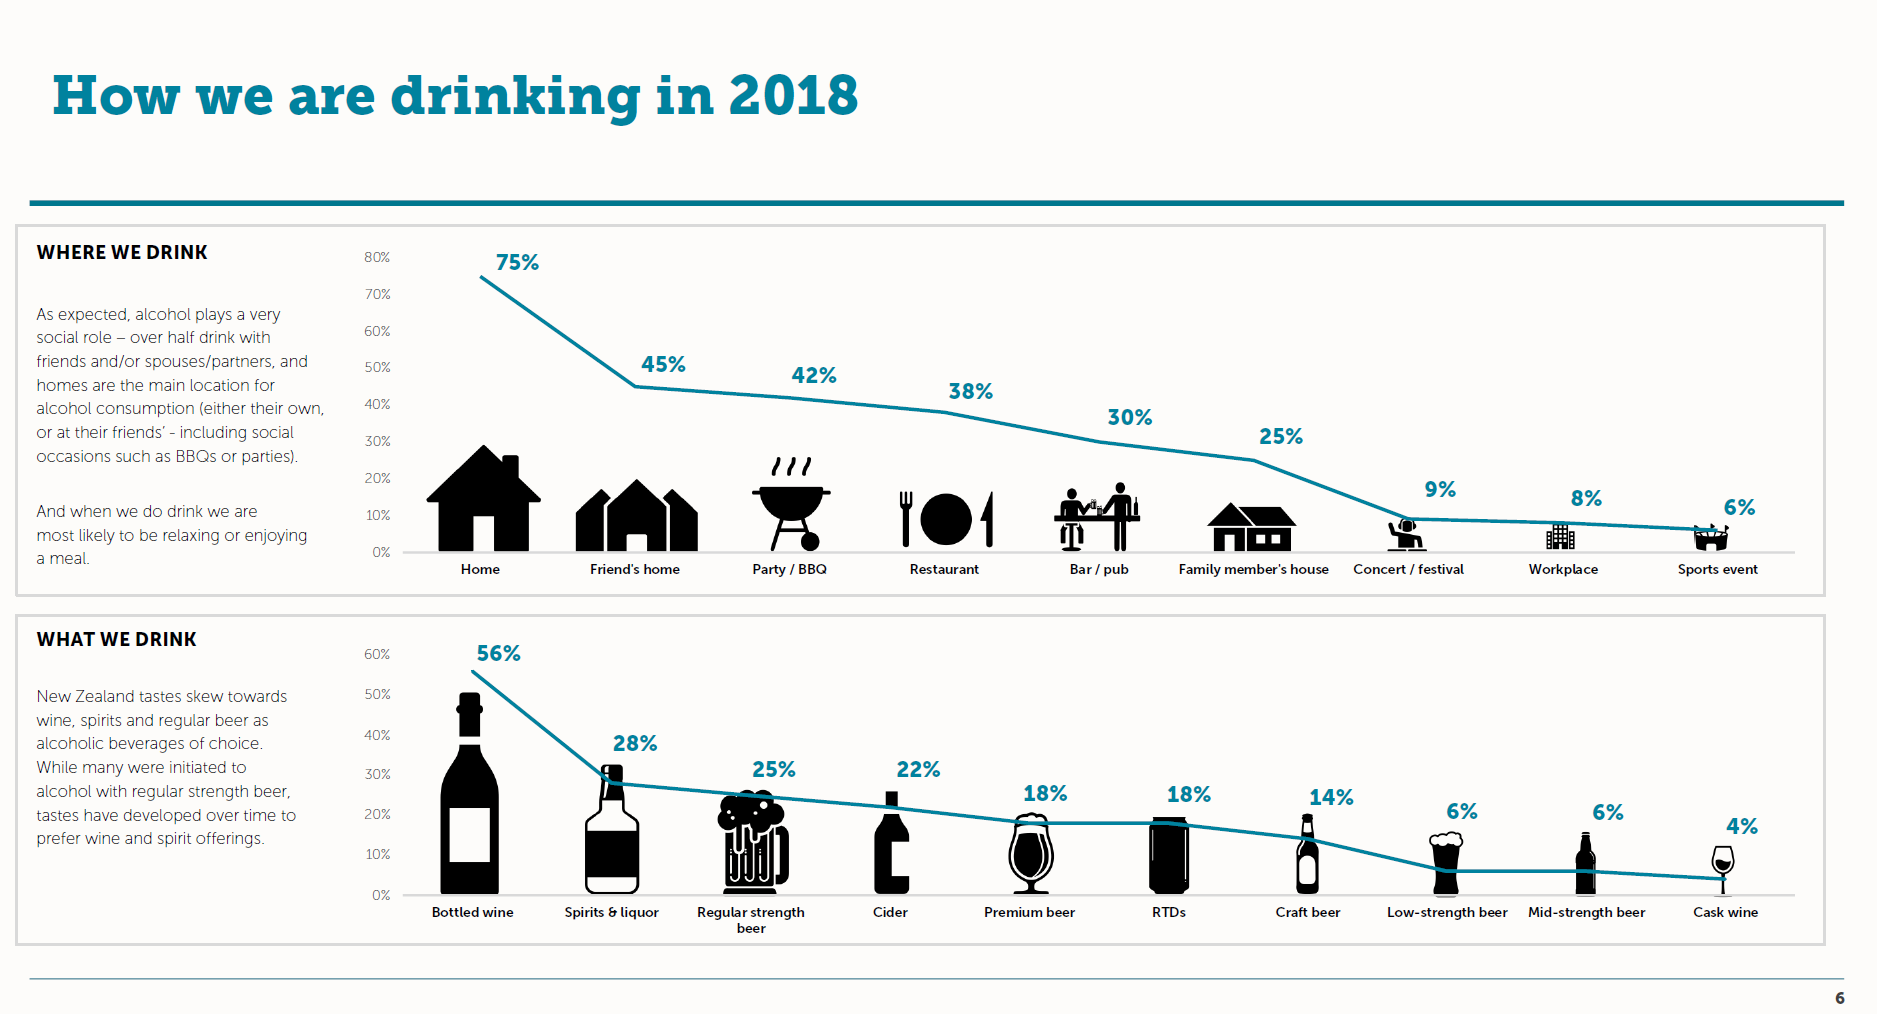 How we are drinking in 2018
WHERE WE DRINK
As expected, alcohol plays a very
social role – over half drink with
friends and/or spouses/partners, and
homes are the main location for
alcohol consumption (either their own,
or at their friends’ - including social
occasions such as BBQs or parties).
And when we do drink we are
most likely to be relaxing or enjoying
a meal.
80%
70%
60%
50%
40%
30%
20%
10%
0%
75%
45%
42%
38%
30%
25%
9%
8%
6%
Home
Friend's home
Party / BBQ
Restaurant
Bar / pub
Family member's house
Concert / festival
Workplace
Sports event
WHAT WE DRINK
New Zealand tastes skew towards
wine, spirits and regular beer as
alcoholic beverages of choice.
While many were initiated to
alcohol with regular strength beer,
tastes have developed over time to
prefer wine and spirit offerings.
60%
50%
40%
30%
20%
10%
0%
56%
28%
25%
22%
18%
18%
14%
6%
6%
4%
Bottled wine
Spirits & liquor
Regular strength
beer
Cider
Premium beer
RTDs
Craft beer
Low-strength beer
Mid-strength beer
Cask wine
6